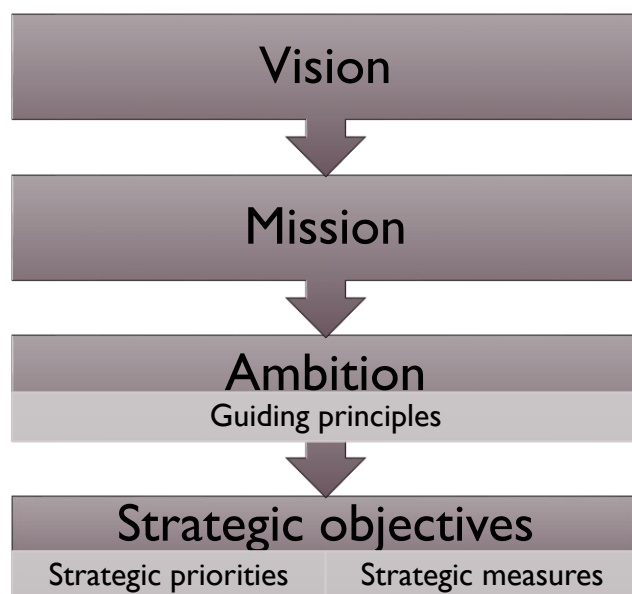 Vision
Mission
Ambition
Guiding principles
Strategic objectives
Strategic priorities Strategic measures